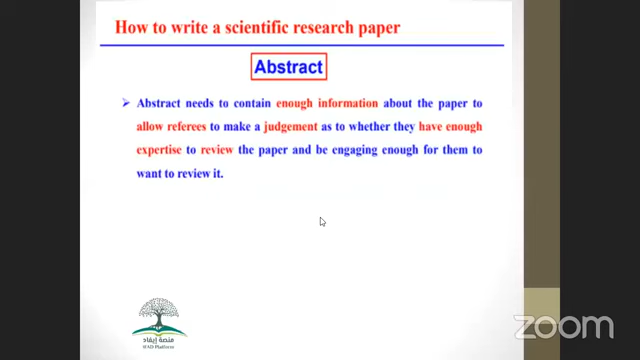 How to write a scientific research paper
Abstract
➢ Abstract needs to contain enough information about the paper to
allow referees to make a judgement as to whether they have enough
expertise to review the paper and be engaging enough for them to
want to review it.
منصة إيفاد
IFAD Platform
zoom